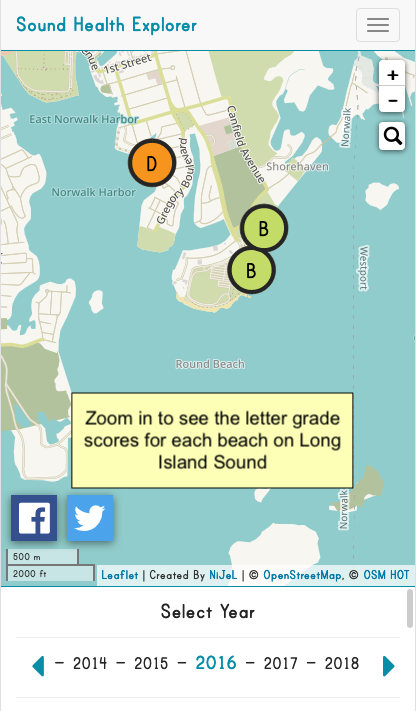 Sound Health Explorer
1st Street
+
-
East Norwalk Harbor
Canfield Avenue
Norwalk
D
Shorehaven
Norwalk Harbor
Gregory Boulevard
B
Westport
B
Round Beach
Zoom in to see the letter grade
scores for each beach on Long
Island Sound
Norwalk
500 m
2000 ft
Leaflet | Created By NiJeL | © OpenStreetMap, © OSM HOT
Select Year
- 2014 - 2015 - 2016 - 2017 - 2018